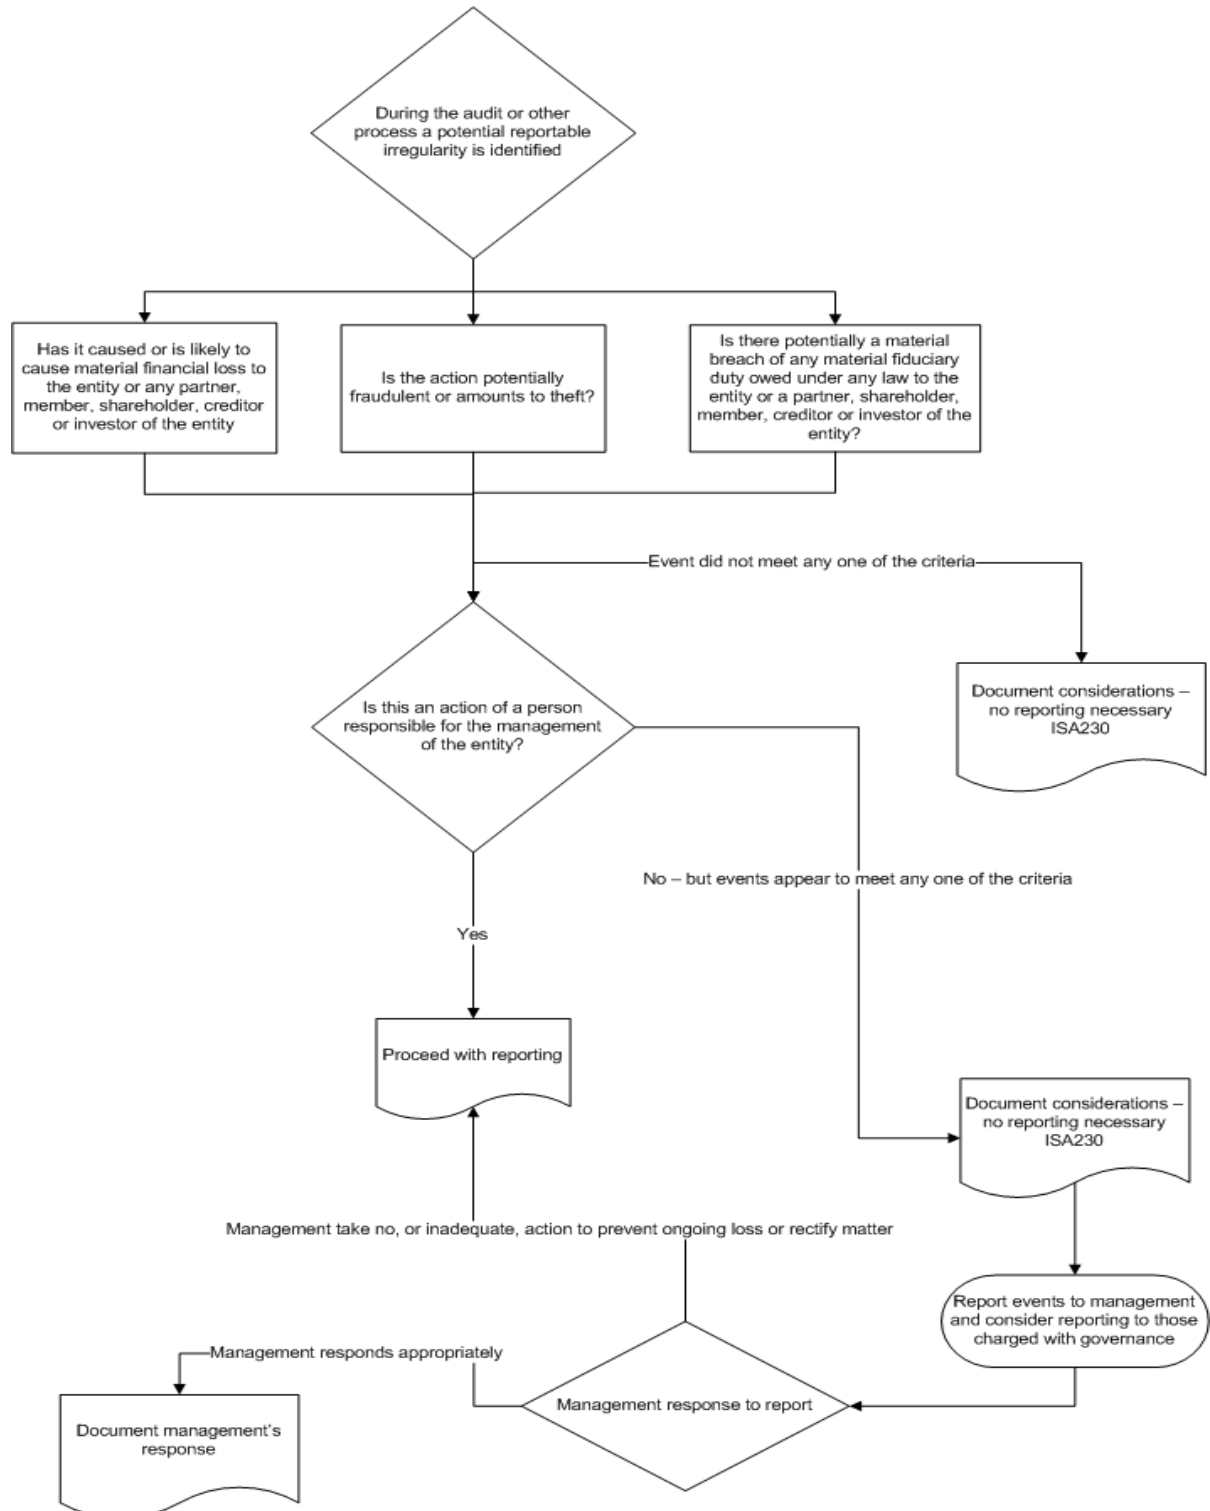 During the audit or other
process a potential reportable
irregularity is identified
Has it caused or is likely to
cause material financial loss to
the entity or any partner,
member, shareholder, creditor
or investor of the entity
Is the action potentially
fraudulent or amounts to theft?
Is there potentially a material
breach of any material fiduciary
duty owed under any law to the
entity or a partner, shareholder,
member, creditor or investor of the
entity?
Event did not meet any one of the criteria
Is this an action of a person
responsible for the management
of the entity?
Document considerations –
no reporting necessary
ISA230
No – but events appear to meet any one of the criteria
Yes
Proceed with reporting
Document considerations –
no reporting necessary
ISA230
Management take no, or inadequate, action to prevent ongoing loss or rectify matter
Report events to management
and consider reporting to those
charged with governance
Management responds appropriately
Management response to report
Document management's
response